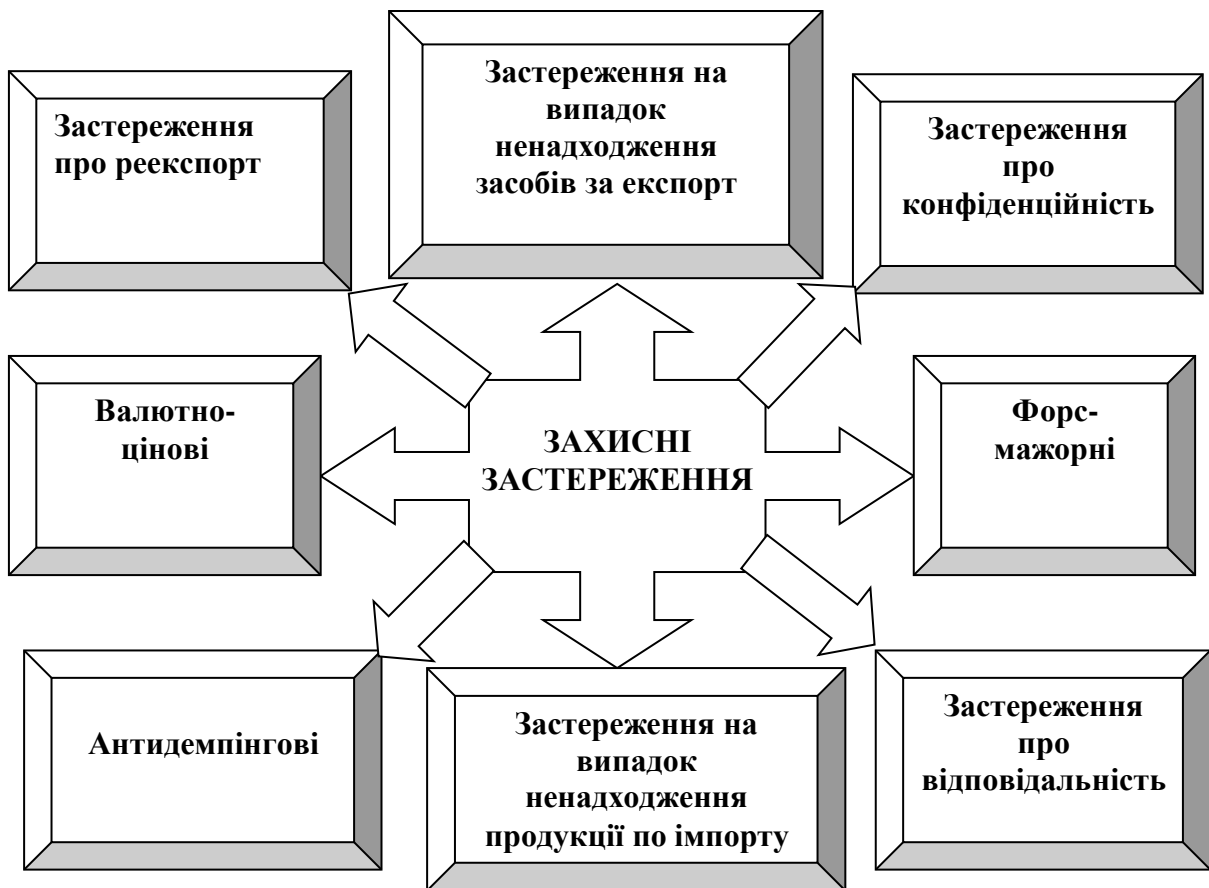 Застереження
про реекспорт
Застереження на
випадок
ненадходження
засобів за експорт
Застереження
про
конфіденційність
Валютно-
цінові
ЗАХИСНІ
ЗАСТЕРЕЖЕННЯ
Форс-
мажорні
Антидемпінгові
Застереження на
випадок
ненадходження
продукції по імпорту
Застереження
про
відповідальність